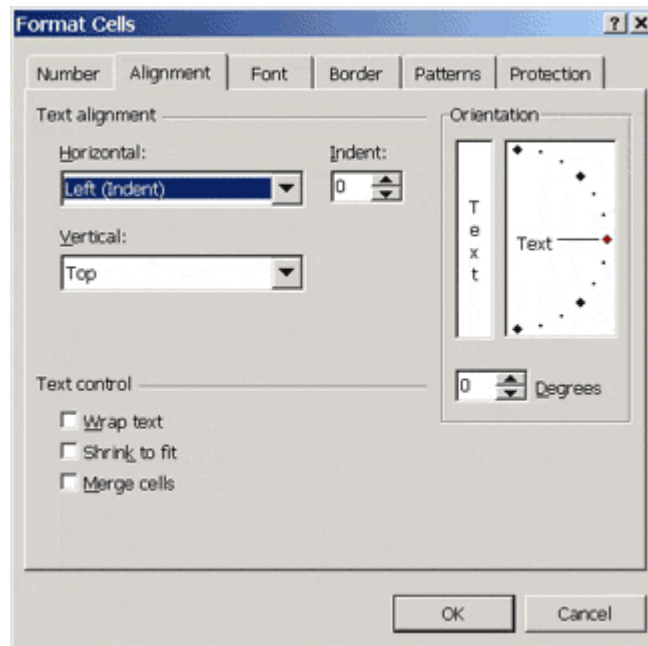 Format Cells ? X
Number Alignment Font Border Patterns Protection
Text alignment
Horizontal:
Indent:
Left (Indent)
0
Vertical:
Top
Orientation
Text
Text
0 Degrees
Text control
Wrap text
Shrink to fit
Merge cells
OK Cancel